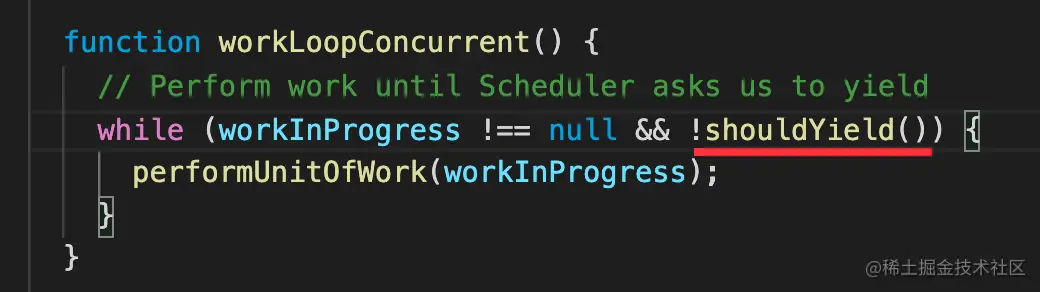 function workLoopConcurrent() {
  // Perform work until Scheduler asks us to yield
  while (workInProgress !== null && !shouldYield()) {
    performUnitOfWork(workInProgress);
  }
}
@稀土掘金技术社区